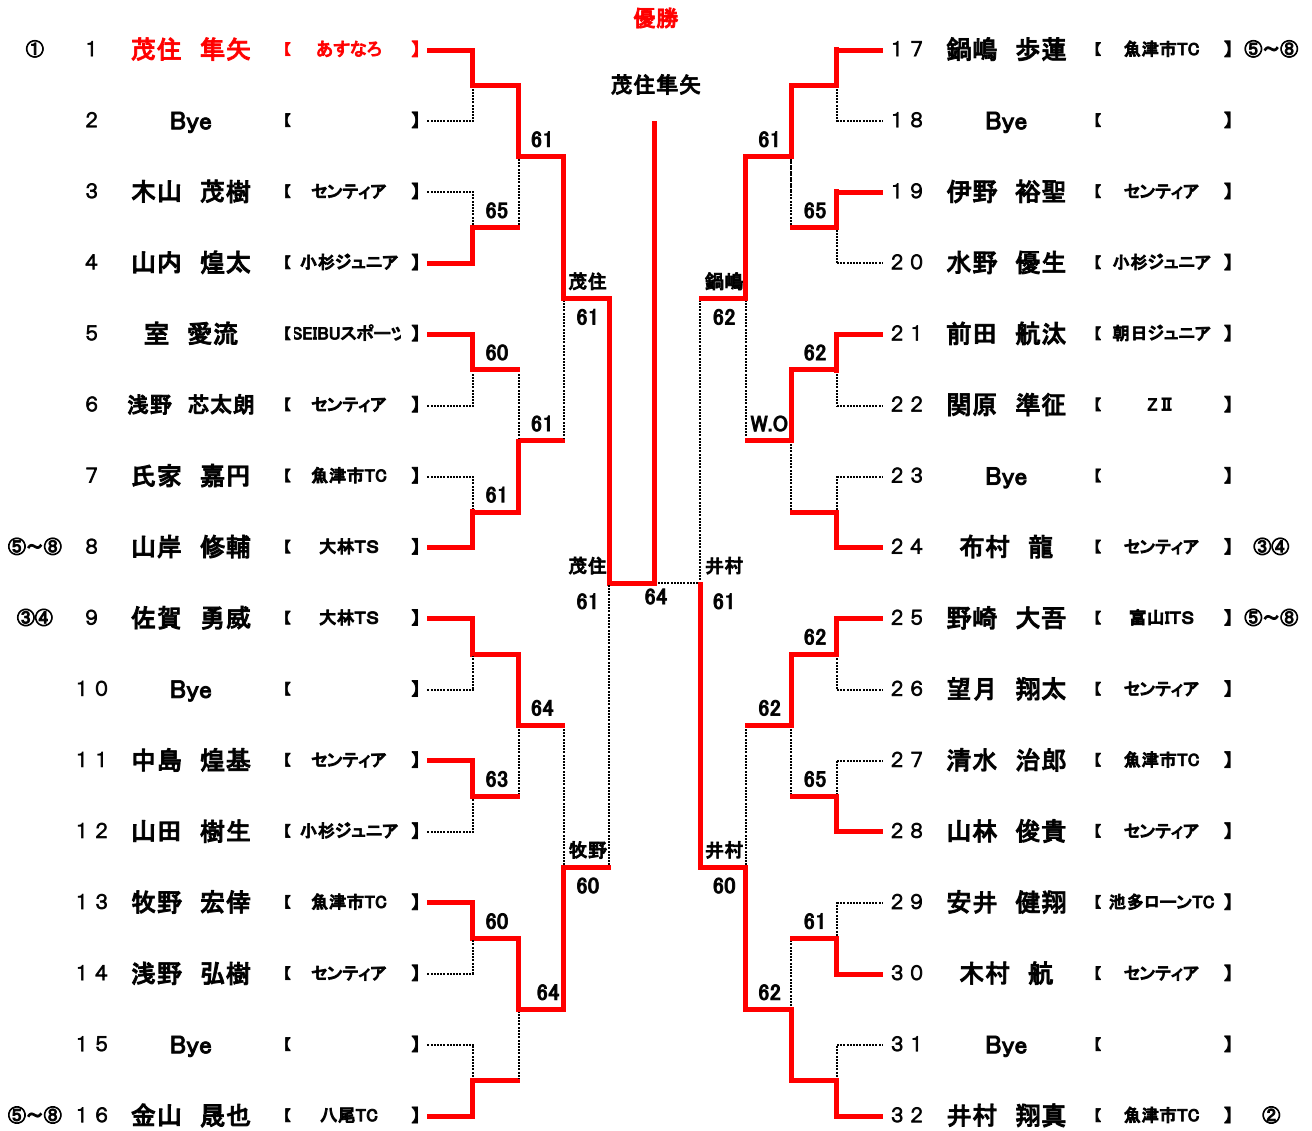 優勝
茂住隼矢
① 1 茂住 隼矢 【 あすなろ 】
2 Bye 【 】
3 木山 茂樹 【 センティア 】
4 山内 煌太 【 小杉ジュニア 】
5 室 愛流 【SEIBUスポーツ 】
6 浅野 芯太朗 【 センティア 】
7 氏家 嘉円 【 魚津市TC 】
⑤~⑧ 8 山岸 修輔 【 大林TS 】
③④ 9 佐賀 勇威 【 大林TS 】
10 Bye 【 】
11 中島 煌基 【 センティア 】
12 山田 樹生 【 小杉ジュニア 】
13 牧野 宏倖 【 魚津市TC 】
14 浅野 弘樹 【 センティア 】
15 Bye 【 】
⑤~⑧ 16 金山 晟也 【 八尾TC 】
65
60
61
63
60
61
61
64
64
茂住
61
牧野
60
茂住
61
64
井村
61
鍋嶋
62
井村
60
61
W.O
62
62
65
62
62
65
61
17 鍋嶋 歩蓮 【 魚津市TC 】 ⑤~⑧
18 Bye 【 】
19 伊野 裕聖 【 センティア 】
20 水野 優生 【 小杉ジュニア 】
21 前田 航汰 【 朝日ジュニア 】
22 関原 準征 【 ZⅡ 】
23 Bye 【 】
24 布村 龍 【 センティア 】 ③④
25 野崎 大吾 【 富山ITS 】 ⑤~⑧
26 望月 翔太 【 センティア 】
27 清水 治郎 【 魚津市TC 】
28 山林 俊貴 【 センティア 】
29 安井 健翔 【 池多ローンTC 】
30 木村 航 【 センティア 】
31 Bye 【 】
32 井村 翔真 【 魚津市TC 】 ②